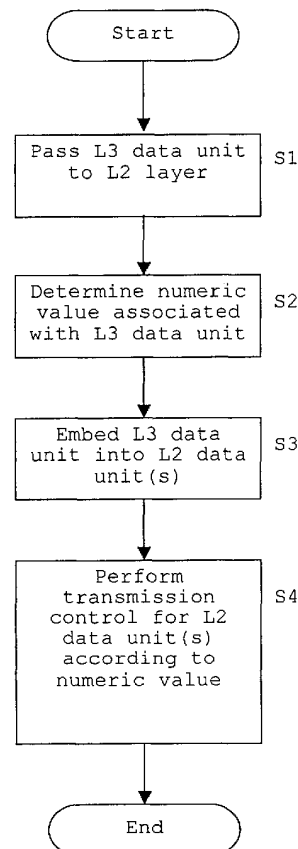 Start
Pass L3 data unit
to L2 layer
S1
Determine numeric
value associated
with L3 data unit
S2
Embed L3 data
unit into L2 data
unit(s)
S3
Perform
transmission
control for L2
data unit(s)
according to
numeric value
S4
End